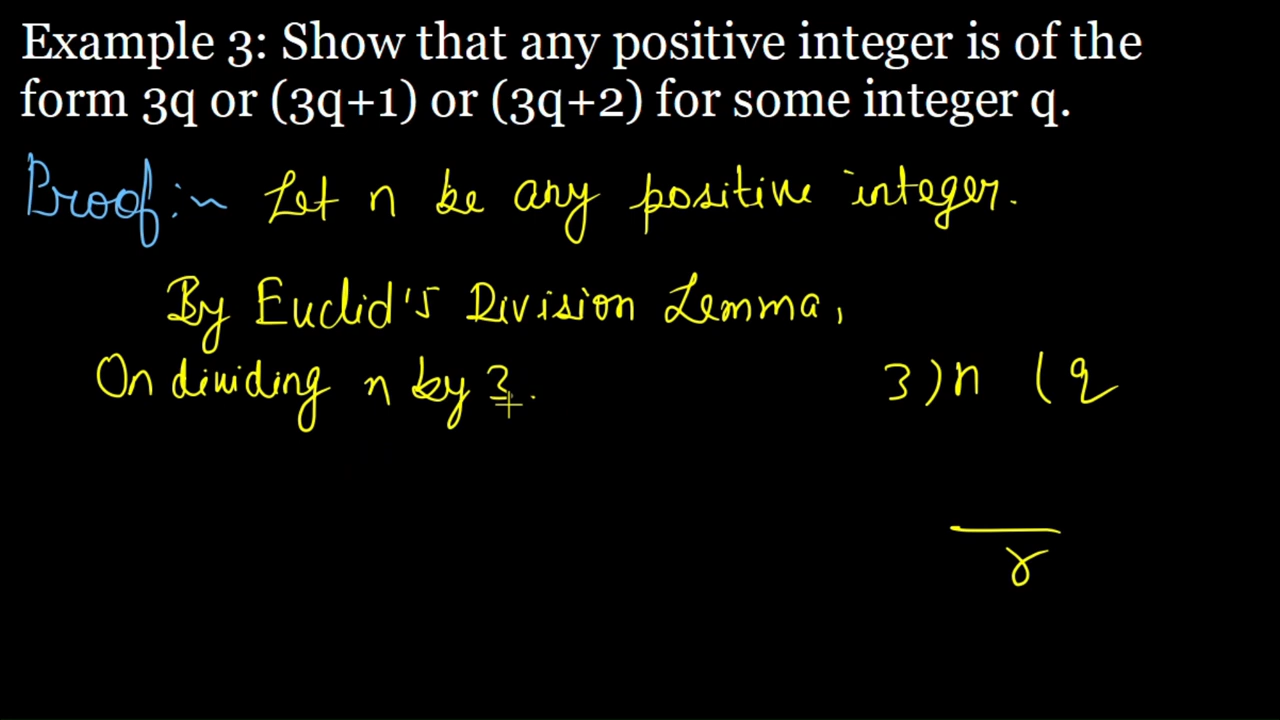 Example 3: Show that any positive integer is of the
form 3q or (3q+1) or (3q+2) for some integer q.
Proof:~ Let n be any positive integer.
By Euclid's Division Lemma,
On dividing n by 3. 3)n (q
r